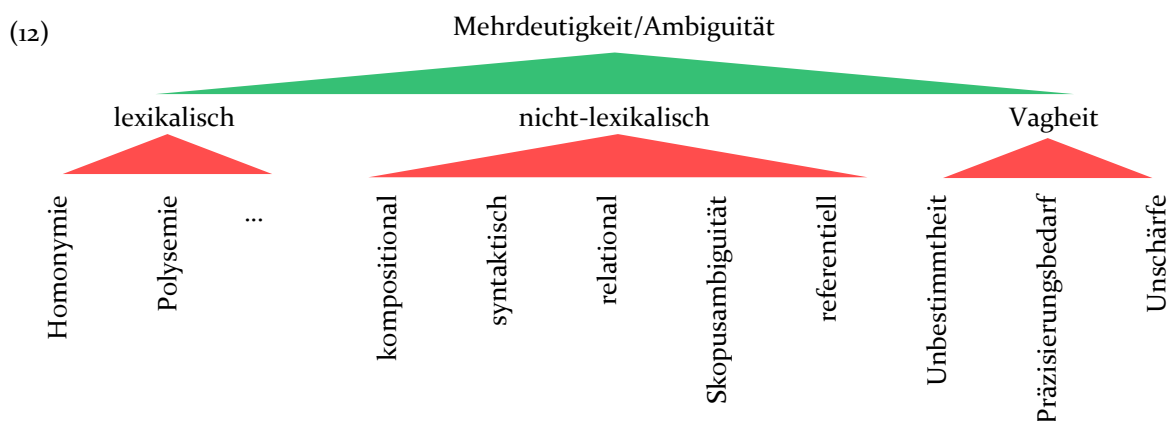 (12)
Mehrdeutigkeit/Ambiguität
lexikalisch
nicht-lexikalisch
Vagheit
Homonymie
Polysemie
...
kompositional
syntaktisch
relational
Skopusambiguität
referentiell
Unbestimmtheit
Präzisierungsbedarf
Unschärfe